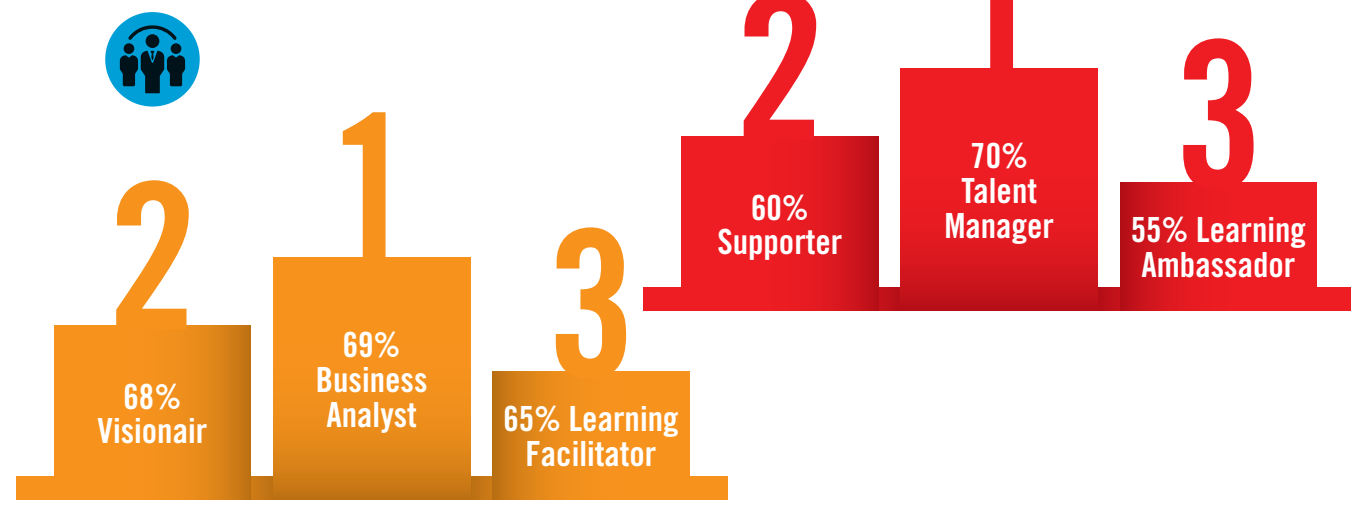 2
68%
Visionair
1
69%
Business
Analyst
3
65% Learning
Facilitator
2
60%
Supporter
1
70%
Talent
Manager
3
55% Learning
Ambassador